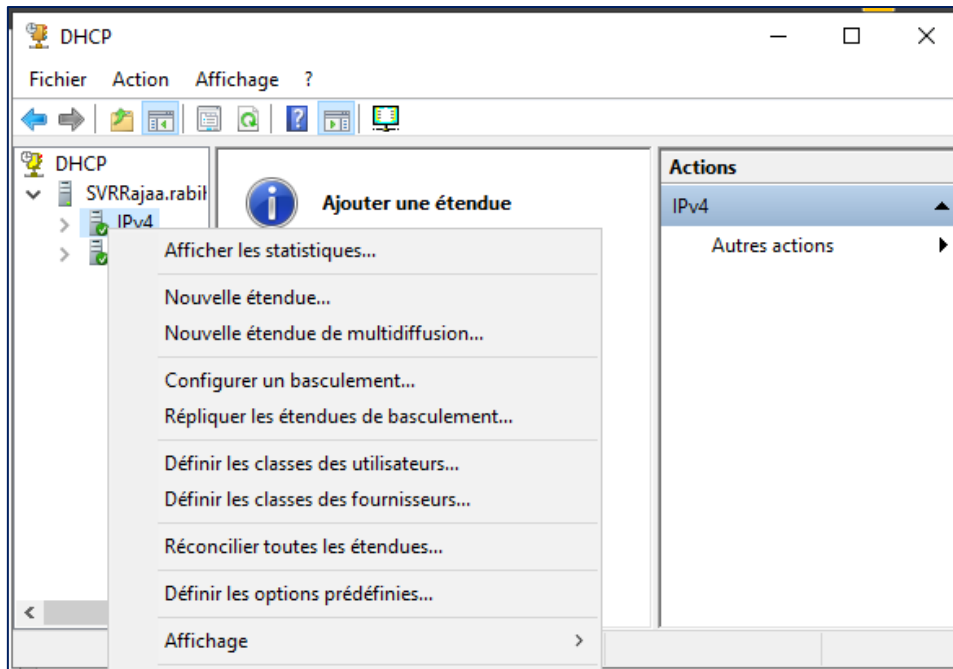 DHCP
Fichier Action Affichage ?
DHCP
SVRRajaa.rabih
IPv4
Ajouter une étendue
Actions
IPv4
Autres actions
Afficher les statistiques...
Nouvelle étendue...
Nouvelle étendue de multidiffusion...
Configurer un basculement...
Répliquer les étendues de basculement...
Définir les classes des utilisateurs...
Définir les classes des fournisseurs...
Réconcilier toutes les étendues...
Définir les options prédéfinies...
Affichage